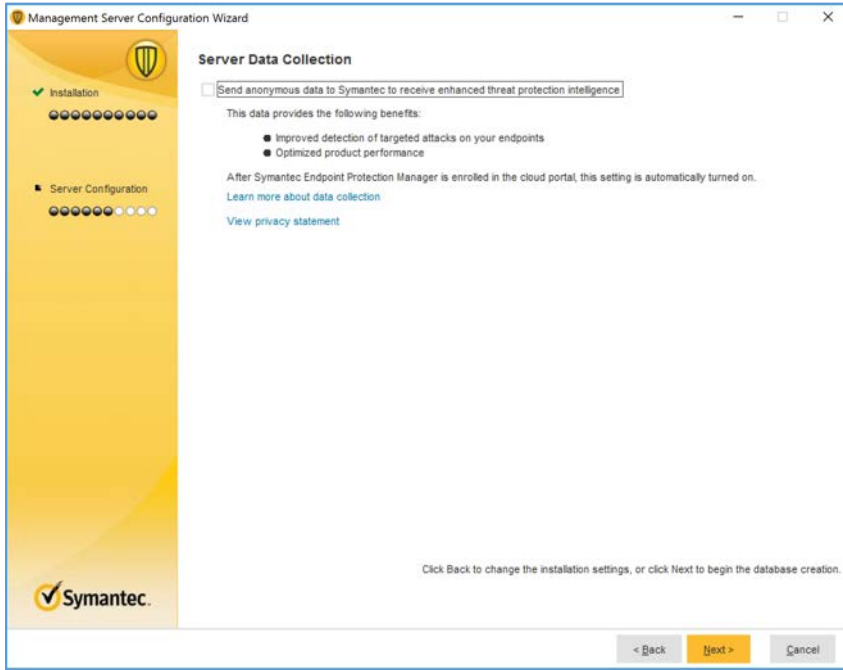 Management Server Configuration Wizard
Installation
Server Configuration
Symantec.
Server Data Collection
Send anonymous data to Symantec to receive enhanced threat protection intelligence
This data provides the following benefits:
Improved detection of targeted attacks on your endpoints
Optimized product performance
After Symantec Endpoint Protection Manager is enrolled in the cloud portal, this setting is automatically turned on.
Learn more about data collection
View privacy statement
Click Back to change the installation settings, or click Next to begin the database creation.
< Back
Next >
Cancel